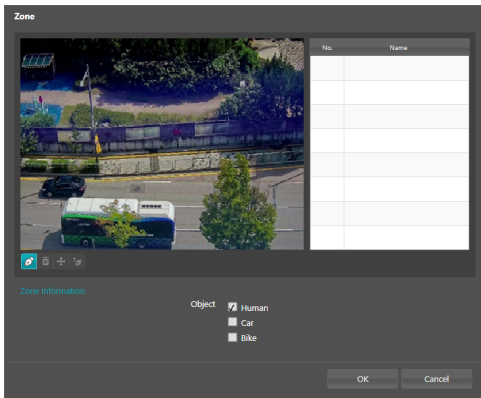 Zone
No. Name
Zone Information
Object Human
Car
Bike
OK Cancel